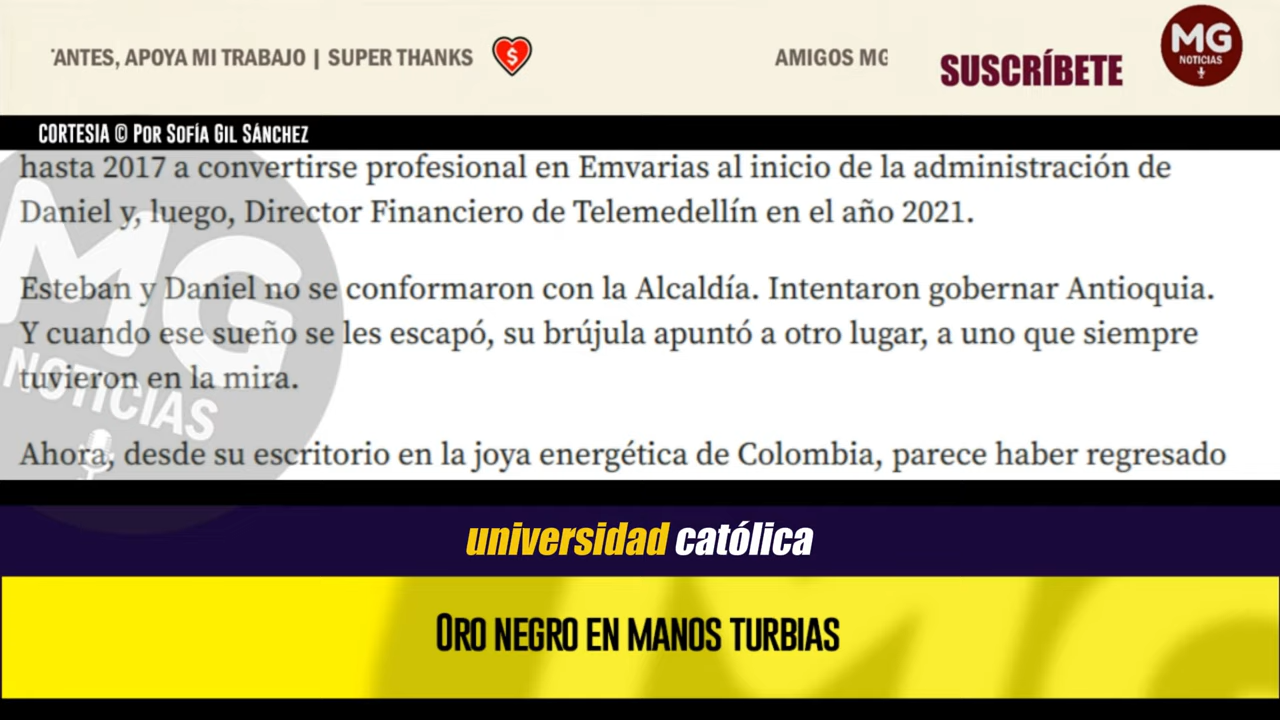 'ANTES, APOYA MI TRABAJO | SUPER THANKS
$
AMIGOS MG
SUSCRÍBETE
MG
NOTICIAS
CORTESIA © POR SOFÍA GIL SÁNCHEZ
hasta 2017 a convertirse profesional en Emvarias al inicio de la administración de
Daniel y, luego, Director Financiero de Telemedellín en el año 2021.
Esteban y Daniel no se conformaron con la Alcaldía. Intentaron gobernar Antioquia.
Y cuando ese sueño se les escapó, su brújula apuntó a otro lugar, a uno que siempre
tuvieron en la mira.
Ahora, desde su escritorio en la joya energética de Colombia, parece haber regresado
MG
NOTICIAS
universidad católica
ORO NEGRO EN MANOS TURBIAS